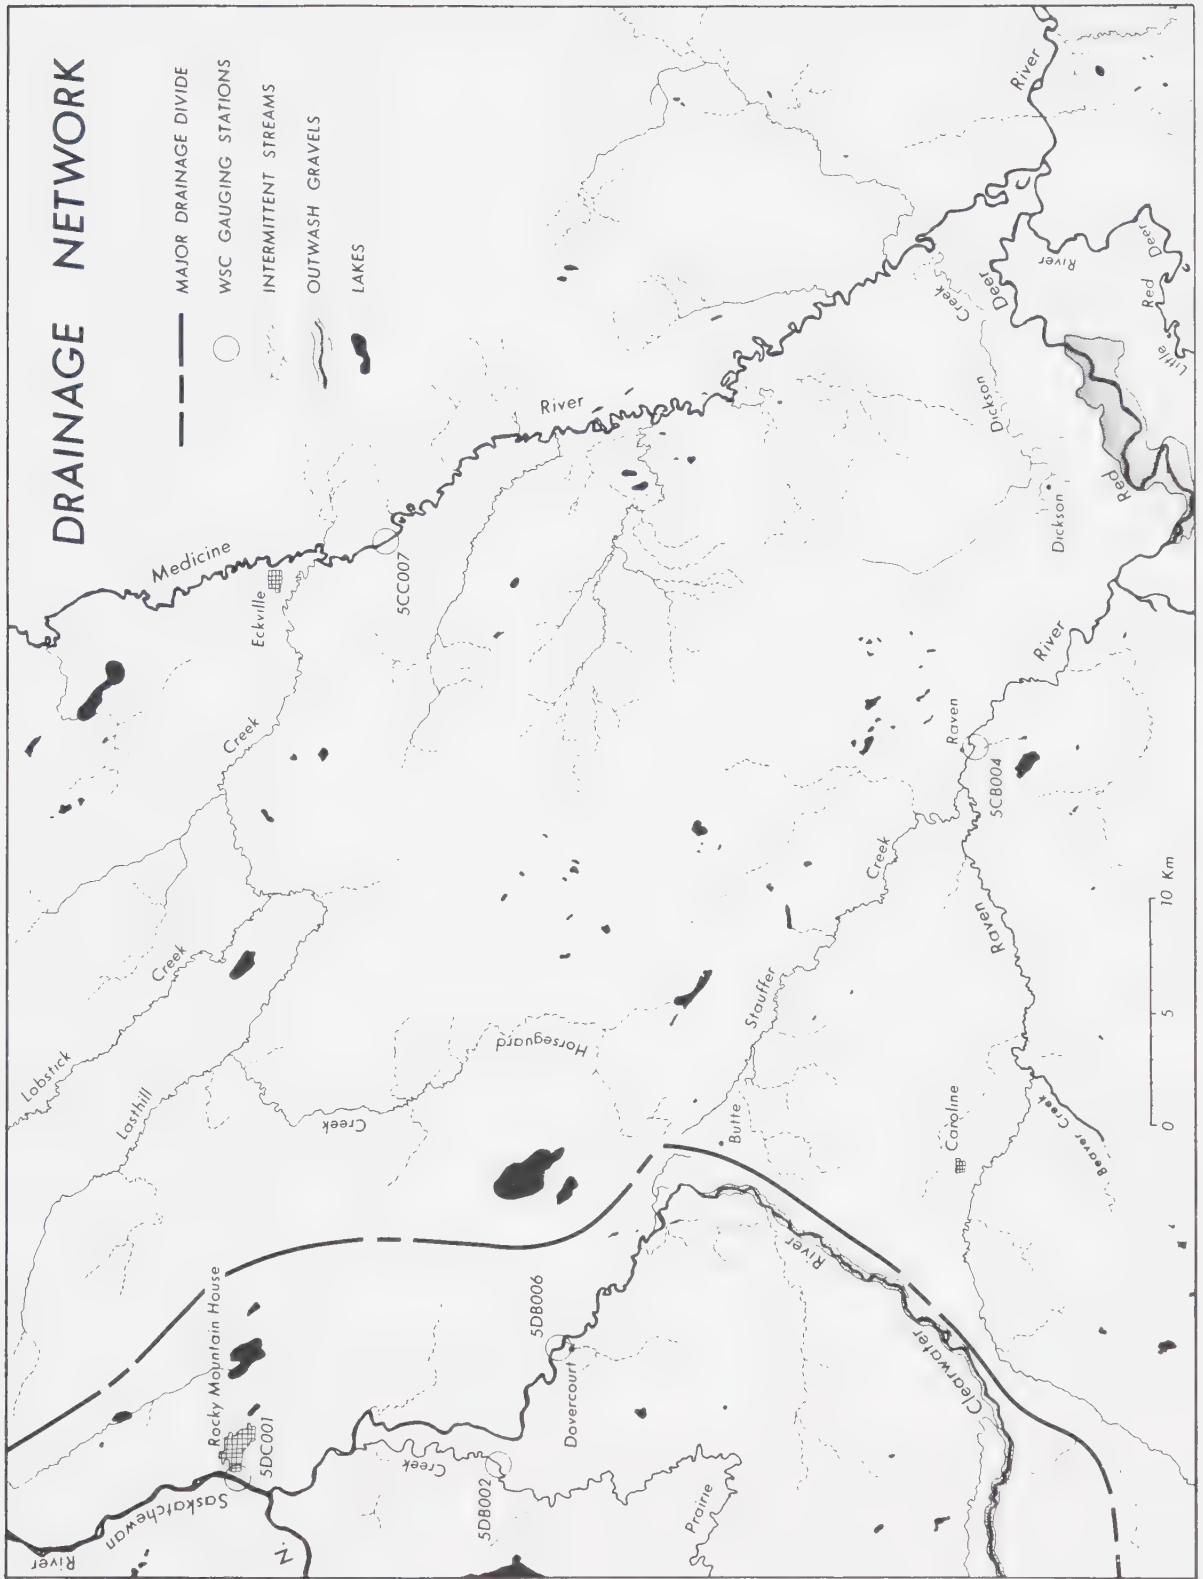 DRAINAGE NETWORK
MAJOR DRAINAGE DIVIDE
WSC GAUGING STATIONS
INTERMITTENT STREAMS
OUTWASH GRAVELS
LAKES
River
Saskatchewan
N.
Rocky Mountain House
5DC001
Creek
5DB002
Prairie
Dovercourt
5DB006
Clearwater
River
Lobstick
Creek
Lasthill
Creek
Creek
Horseguard
Butte
Stauffer
Creek
Caroline
Beaver Creek
Raven
Raven
5CB004
River
Medicine
Eckville
5CC007
River
Dickson
Dickson
Creek
Red
Deer
River
River
Little
Red
Deer
0
5
10 Km